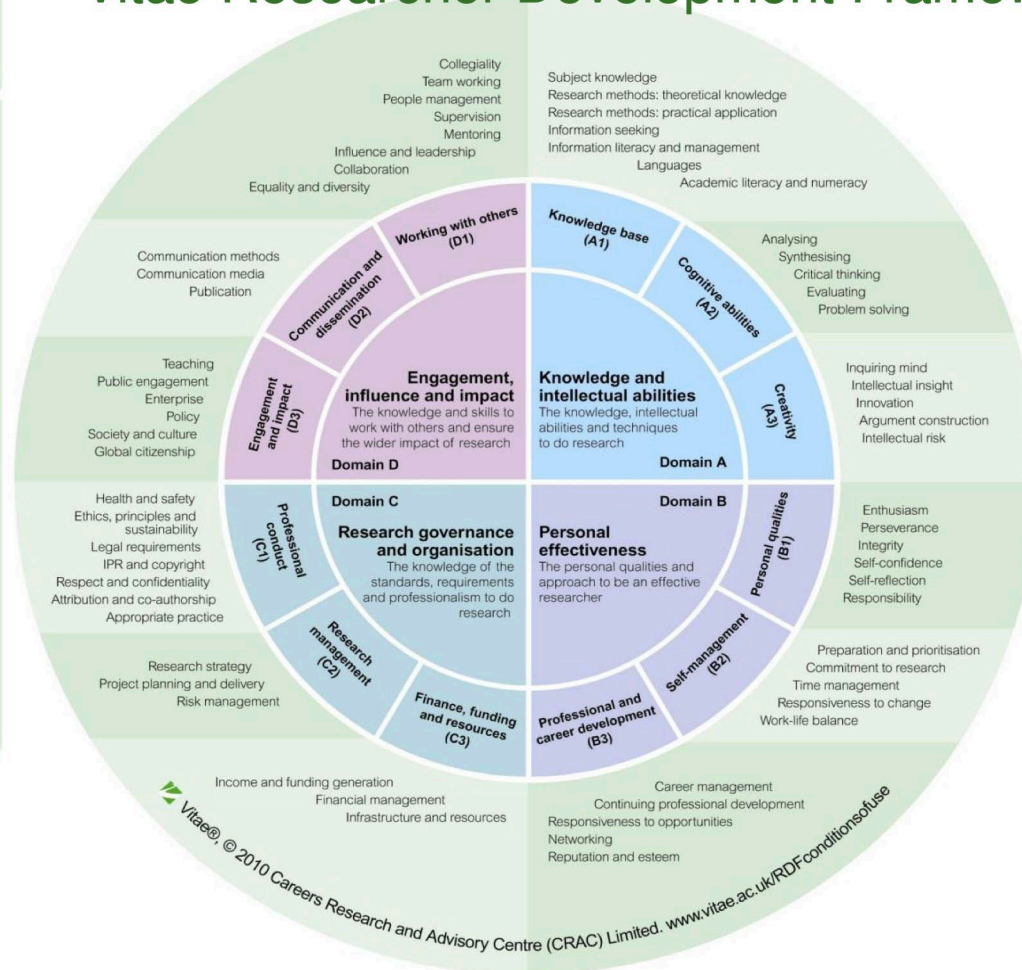 Vitae Researcher Development
Collegiality
Team working
People management
Supervision
Mentoring
Influence and leadership
Collaboration
Equality and diversity
Subject knowledge
Research methods: theoretical knowledge
Research methods: practical application
Information seeking
Information literacy and management
Languages
Academic literacy and numeracy
Working with others
(D1)
Knowledge base
(A1)
Communication methods
Communication media
Publication
Communication and
dissemination
(D2)
Cognitive abilities
(A2)
Analysing
Synthesising
Critical thinking
Evaluating
Problem solving
Teaching
Public engagement
Enterprise
Policy
Society and culture
Global citizenship
Engagement
and impact
(D3)
Engagement,
influence and impact
The knowledge and skills to
work with others and ensure
the wider impact of research
Domain D
Knowledge and
intellectual abilities
The knowledge, intellectual
abilities and techniques
to do research
Domain A
Creativity
(A3)
Inquiring mind
Intellectual insight
Innovation
Argument construction
Intellectual risk
Health and safety
Ethics, principles and
sustainability
Legal requirements
IPR and copyright
Respect and confidentiality
Attribution and co-authorship
Appropriate practice
Professional
conduct
(C1)
Domain C
Research governance
and organisation
The knowledge of the
standards, requirements
and professionalism to do
research
Domain B
Personal
effectiveness
The personal qualities and
approach to be an effective
researcher
Personal qualities
(B1)
Enthusiasm
Perseverance
Integrity
Self-confidence
Self-reflection
Responsibility
Research strategy
Project planning and delivery
Risk management
Research
management
(C2)
Self-management
(B2)
Preparation and prioritisation
Commitment to research
Time management
Responsiveness to change
Work-life balance
Finance, funding
and resources
(C3)
Professional and
career development
(B3)
Income and funding generation
Financial management
Infrastructure and resources
Career management
Continuing professional development
Responsiveness to opportunities
Networking
Reputation and esteem
Vitae®, © 2010 Careers Research and Advisory Centre (CRAC) Limited. www.vitae.ac.uk/RDFconditionsofuse